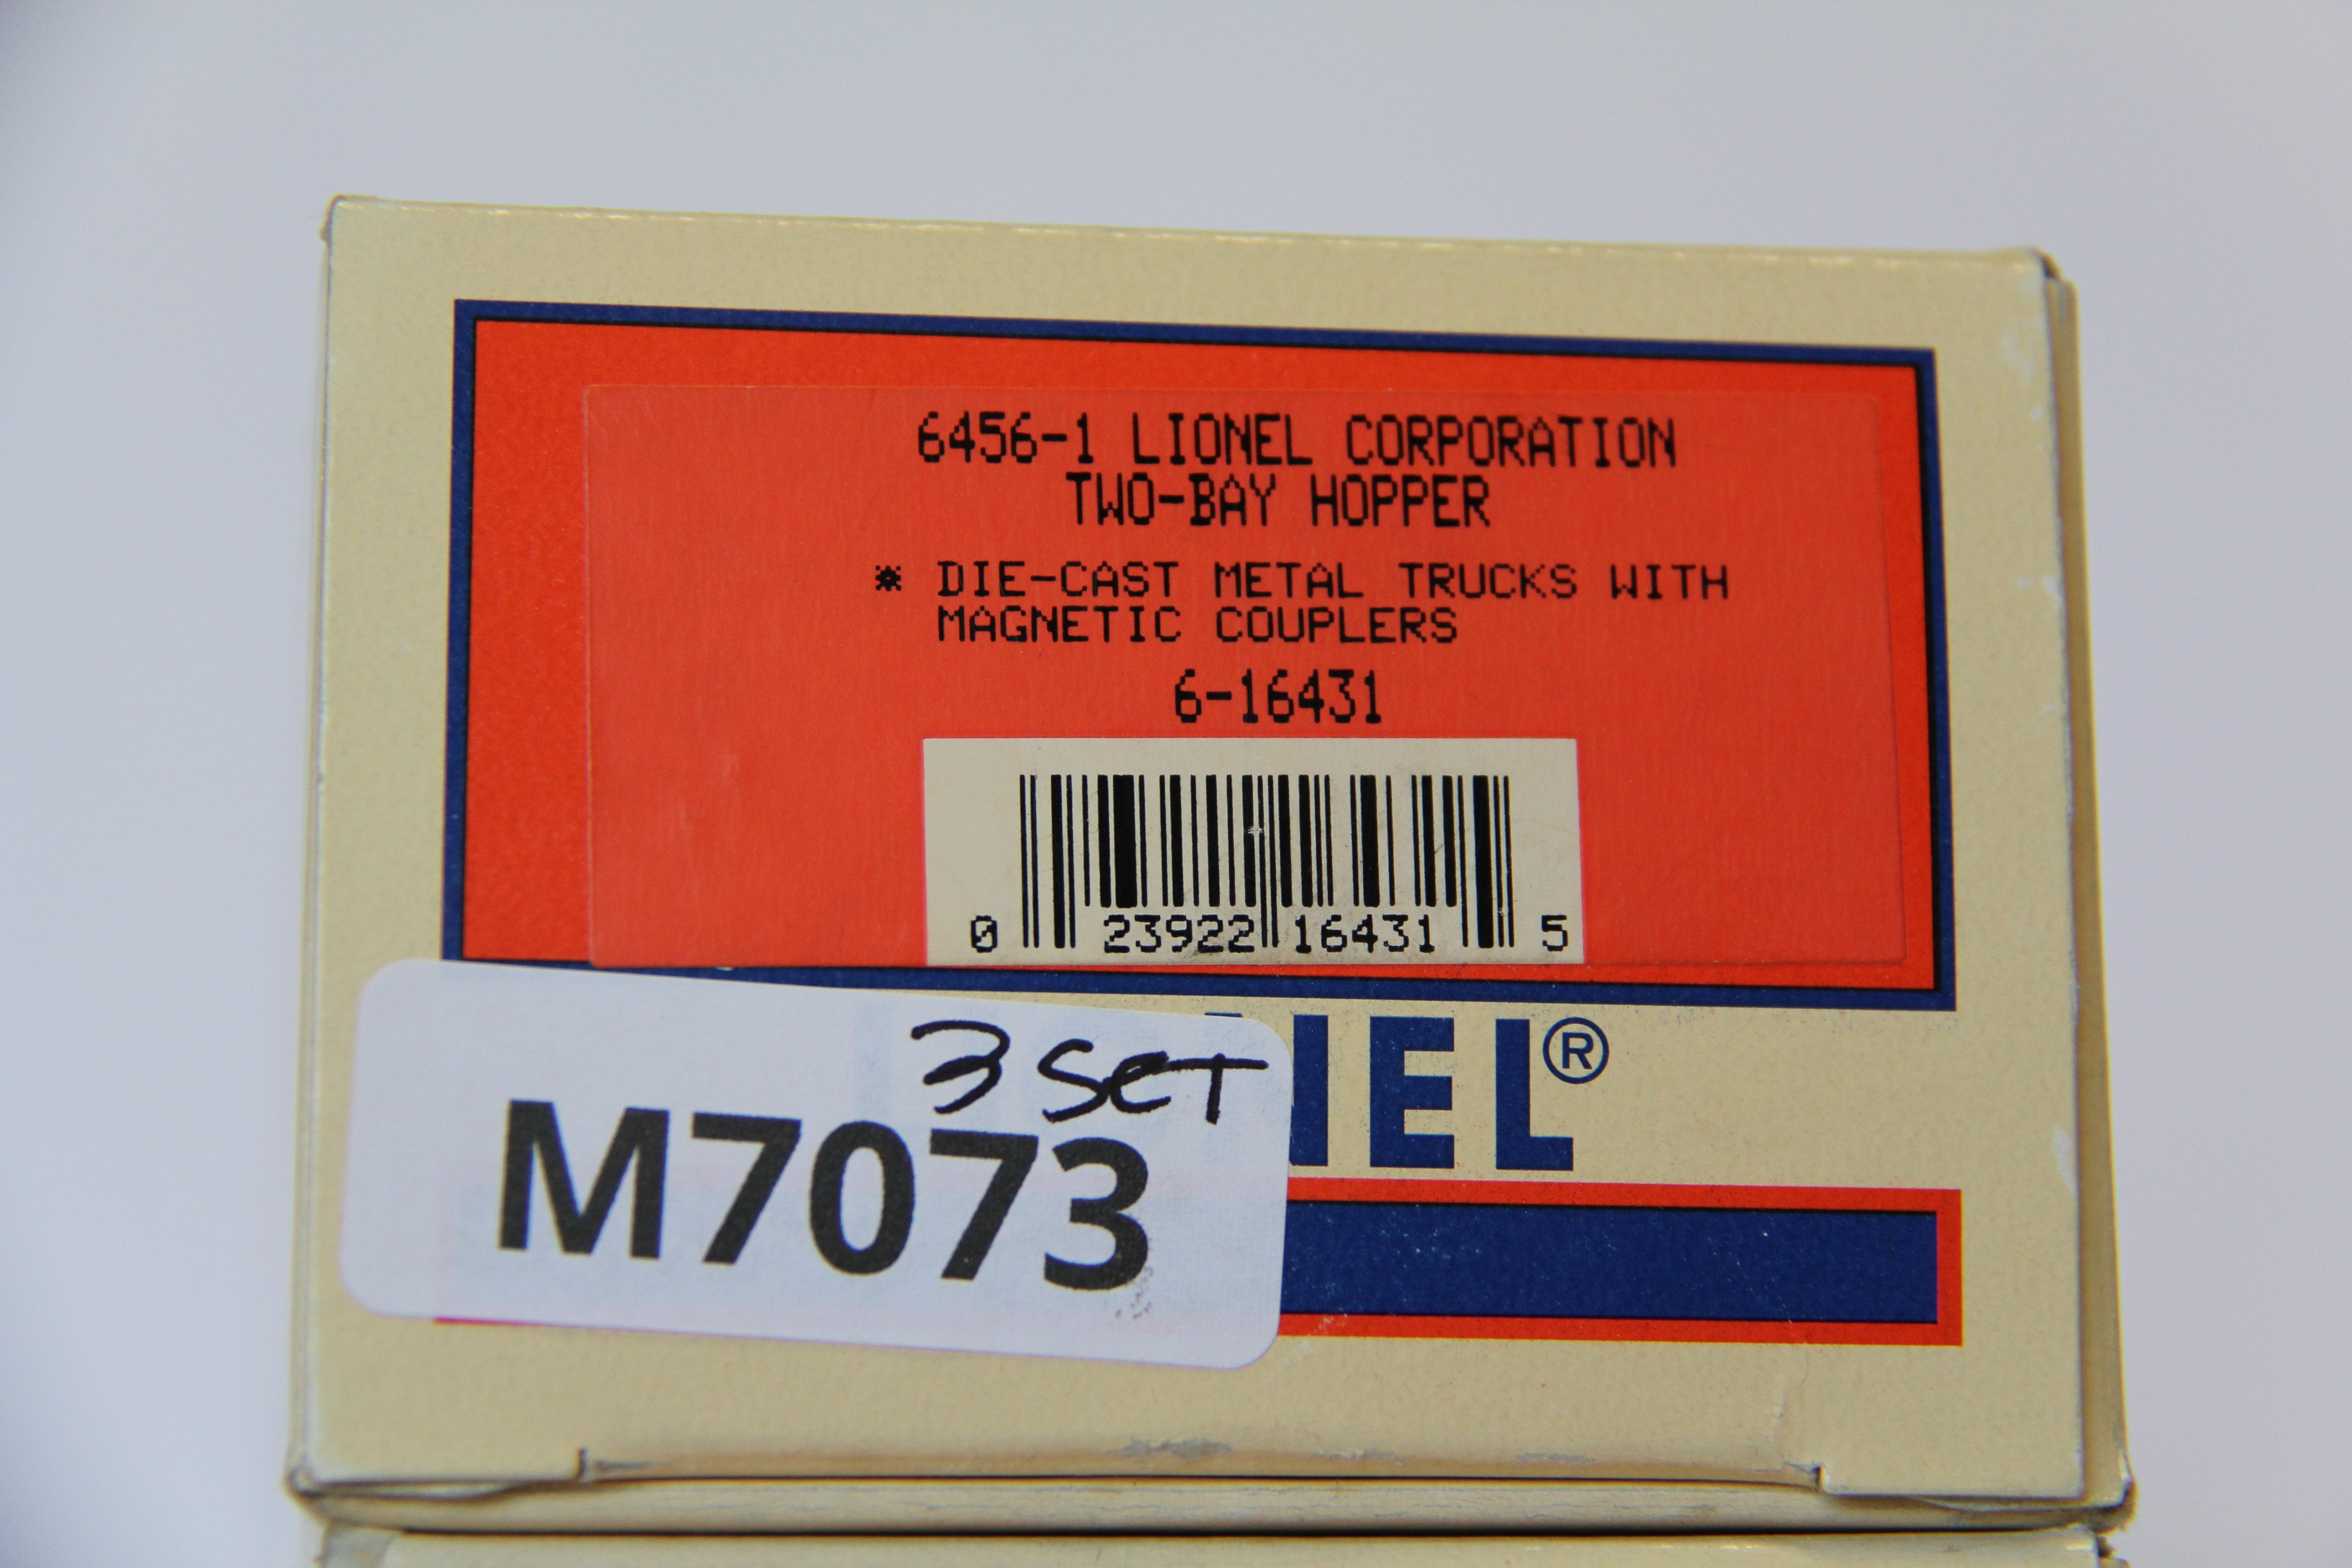 6456-1 LIONEL CORPORATION
TWO-BAY HOPPER
* DIE-CAST METAL TRUCKS WITH
MAGNETIC COUPLERS
6-16431
0 23922 16431 5
NEL®
3 SET
M7073